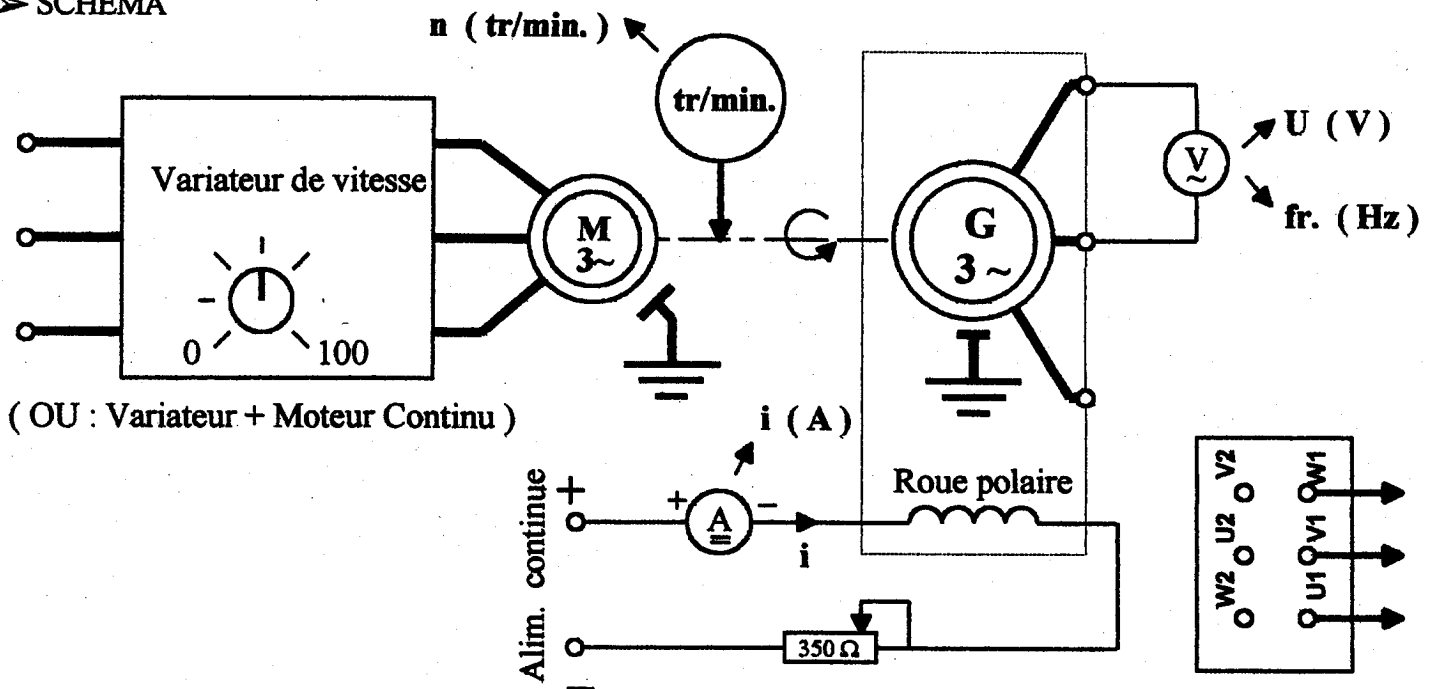 ➢ SCHEMA
n ( tr/min. )
tr/min.
Variateur de vitesse
0
100
M
3~
G
3 ~
V
~
U ( V )
fr. ( Hz )
( OU : Variateur + Moteur Continu )
i ( A )
Roue polaire
Alim. continue
+
+
A
−
i
350 Ω
−
V2
W1
U2
V1
W2
U1